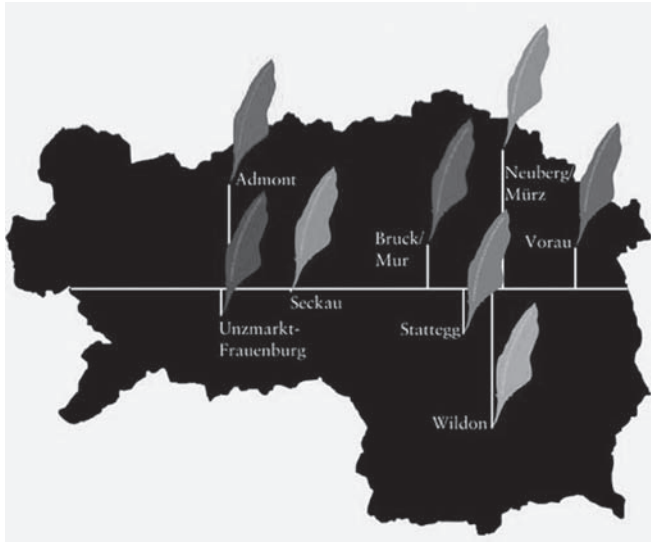 Admont
Neuberg/
Mürz
Bruck/
Mur
Vorau
Seckau
Unzmarkt-
Frauenburg
Stattegg
Wildon